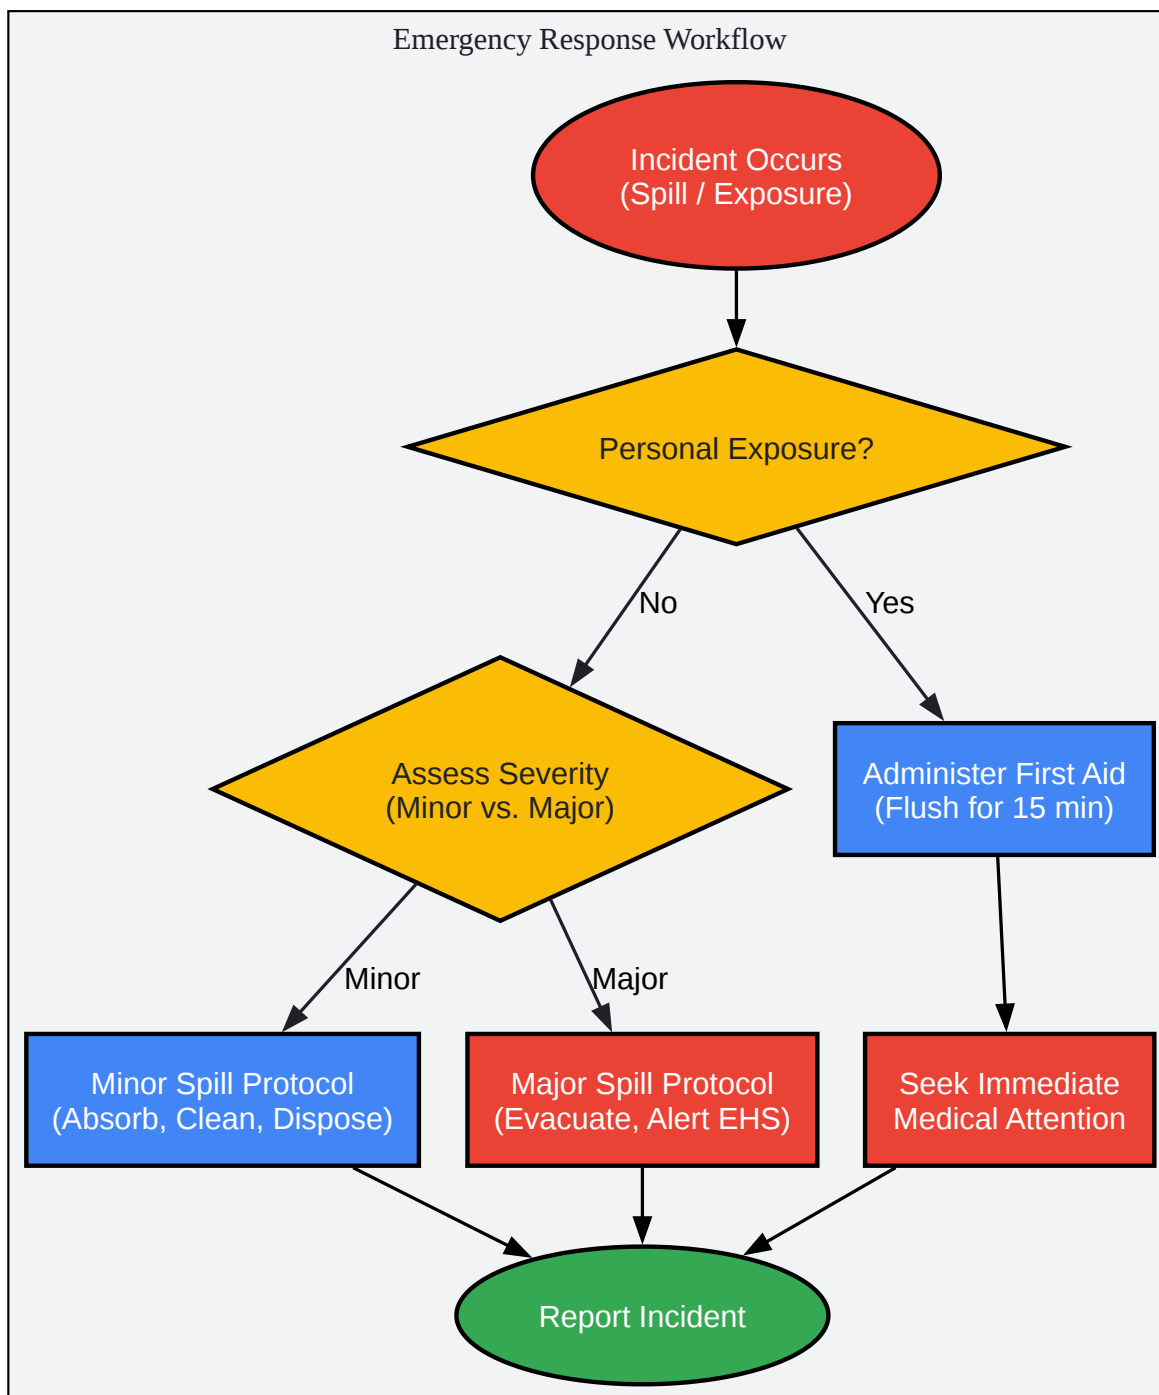 Emergency Response Workflow
Incident Occurs
(Spill / Exposure)
Personal Exposure?
No
Yes
Assess Severity
(Minor vs. Major)
Administer First Aid
(Flush for 15 min)
Minor
Major
Minor Spill Protocol
(Absorb, Clean, Dispose)
Major Spill Protocol
(Evacuate, Alert EHS)
Seek Immediate
Medical Attention
Report Incident